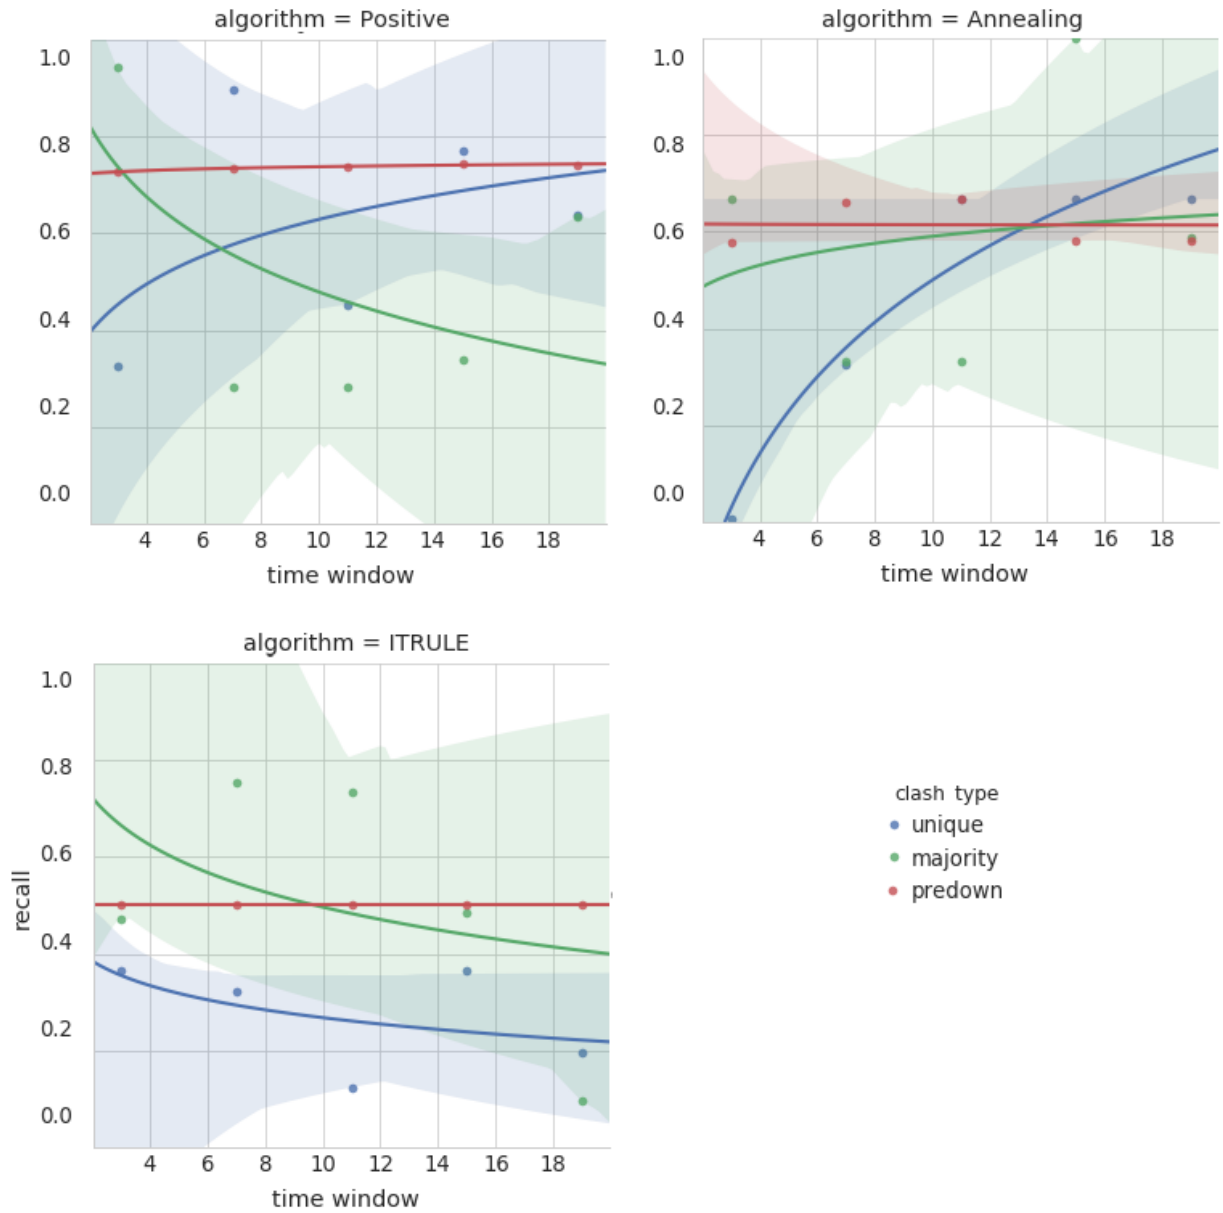 algorithm = Positive
1.0
0.8
0.6
0.4
0.2
0.0
4 6 8 10 12 14 16 18
time window
algorithm = Annealing
1.0
0.8
0.6
0.4
0.2
0.0
4 6 8 10 12 14 16 18
time window
algorithm = ITRULE
recall
1.0
0.8
0.6
0.4
0.2
0.0
4 6 8 10 12 14 16 18
time window
clash type
unique
majority
predown